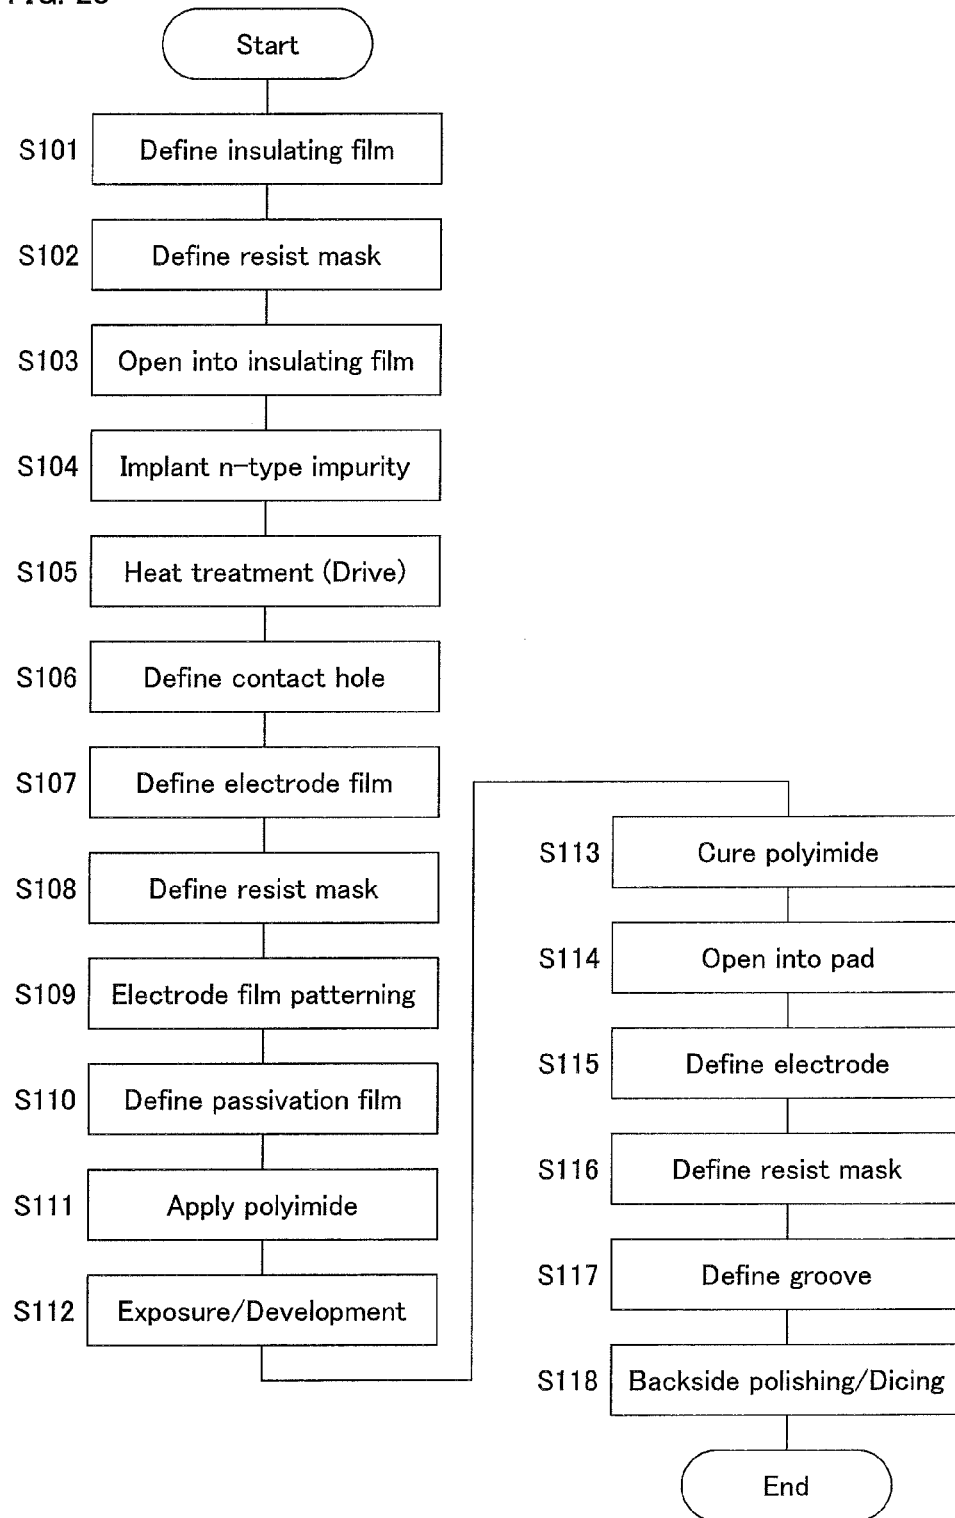 Start
S101 Define insulating film
S102 Define resist mask
S103 Open into insulating film
S104 Implant n-type impurity
S105 Heat treatment (Drive)
S106 Define contact hole
S107 Define electrode film
S108 Define resist mask
S109 Electrode film patterning
S110 Define passivation film
S111 Apply polyimide
S112 Exposure/Development
S113 Cure polyimide
S114 Open into pad
S115 Define electrode
S116 Define resist mask
S117 Define groove
S118 Backside polishing/Dicing
End